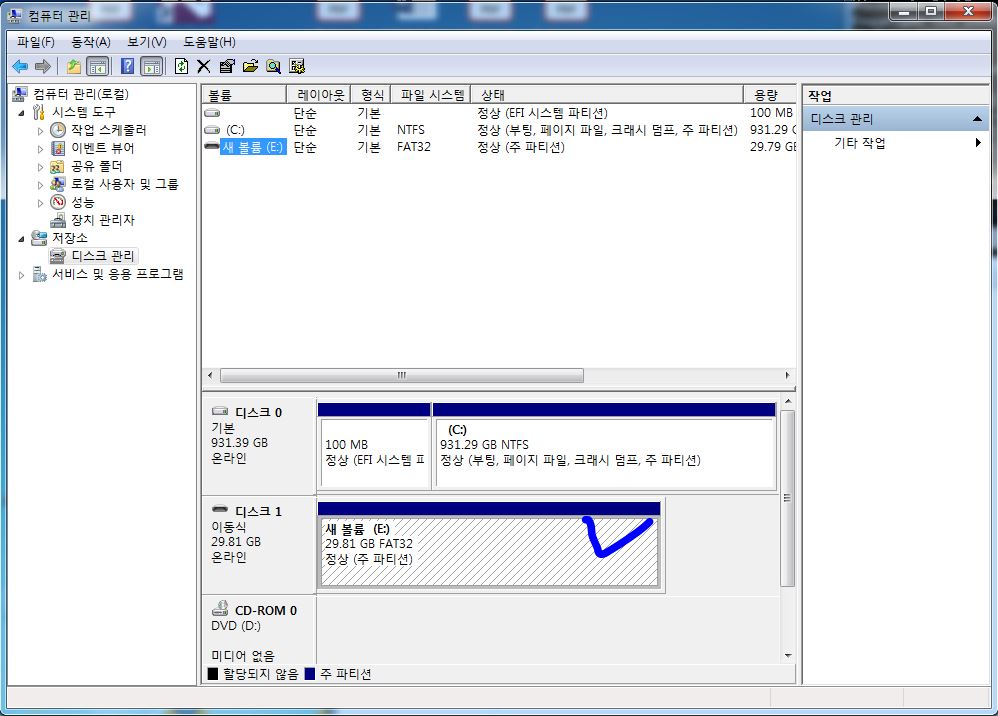 컴퓨터 관리
파일(F) 동작(A) 보기(V) 도움말(H)
컴퓨터 관리(로컬)
시스템 도구
작업 스케줄러
이벤트 뷰어
공유 폴더
로컬 사용자 및 그룹
성능
장치 관리자
저장소
디스크 관리
서비스 및 응용 프로그램
볼륨 레이아웃 형식 파일 시스템 상태 용량
단순 기본 정상 (EFI 시스템 파티션) 100 MB
(C:) 단순 기본 NTFS 정상 (부팅, 페이지 파일, 크래시 덤프, 주 파티션) 931.29 G
새 볼륨 (E:) 단순 기본 FAT32 정상 (주 파티션) 29.79 GB
작업
디스크 관리
기타 작업
디스크 0
기본
931.39 GB
온라인
100 MB
정상 (EFI 시스템 파
(C:)
931.29 GB NTFS
정상 (부팅, 페이지 파일, 크래시 덤프, 주 파티션)
디스크 1
이동식
29.81 GB
온라인
새 볼륨 (E:)
29.81 GB FAT32
정상 (주 파티션)
CD-ROM 0
DVD (D:)
미디어 없음
할당되지 않음 주 파티션